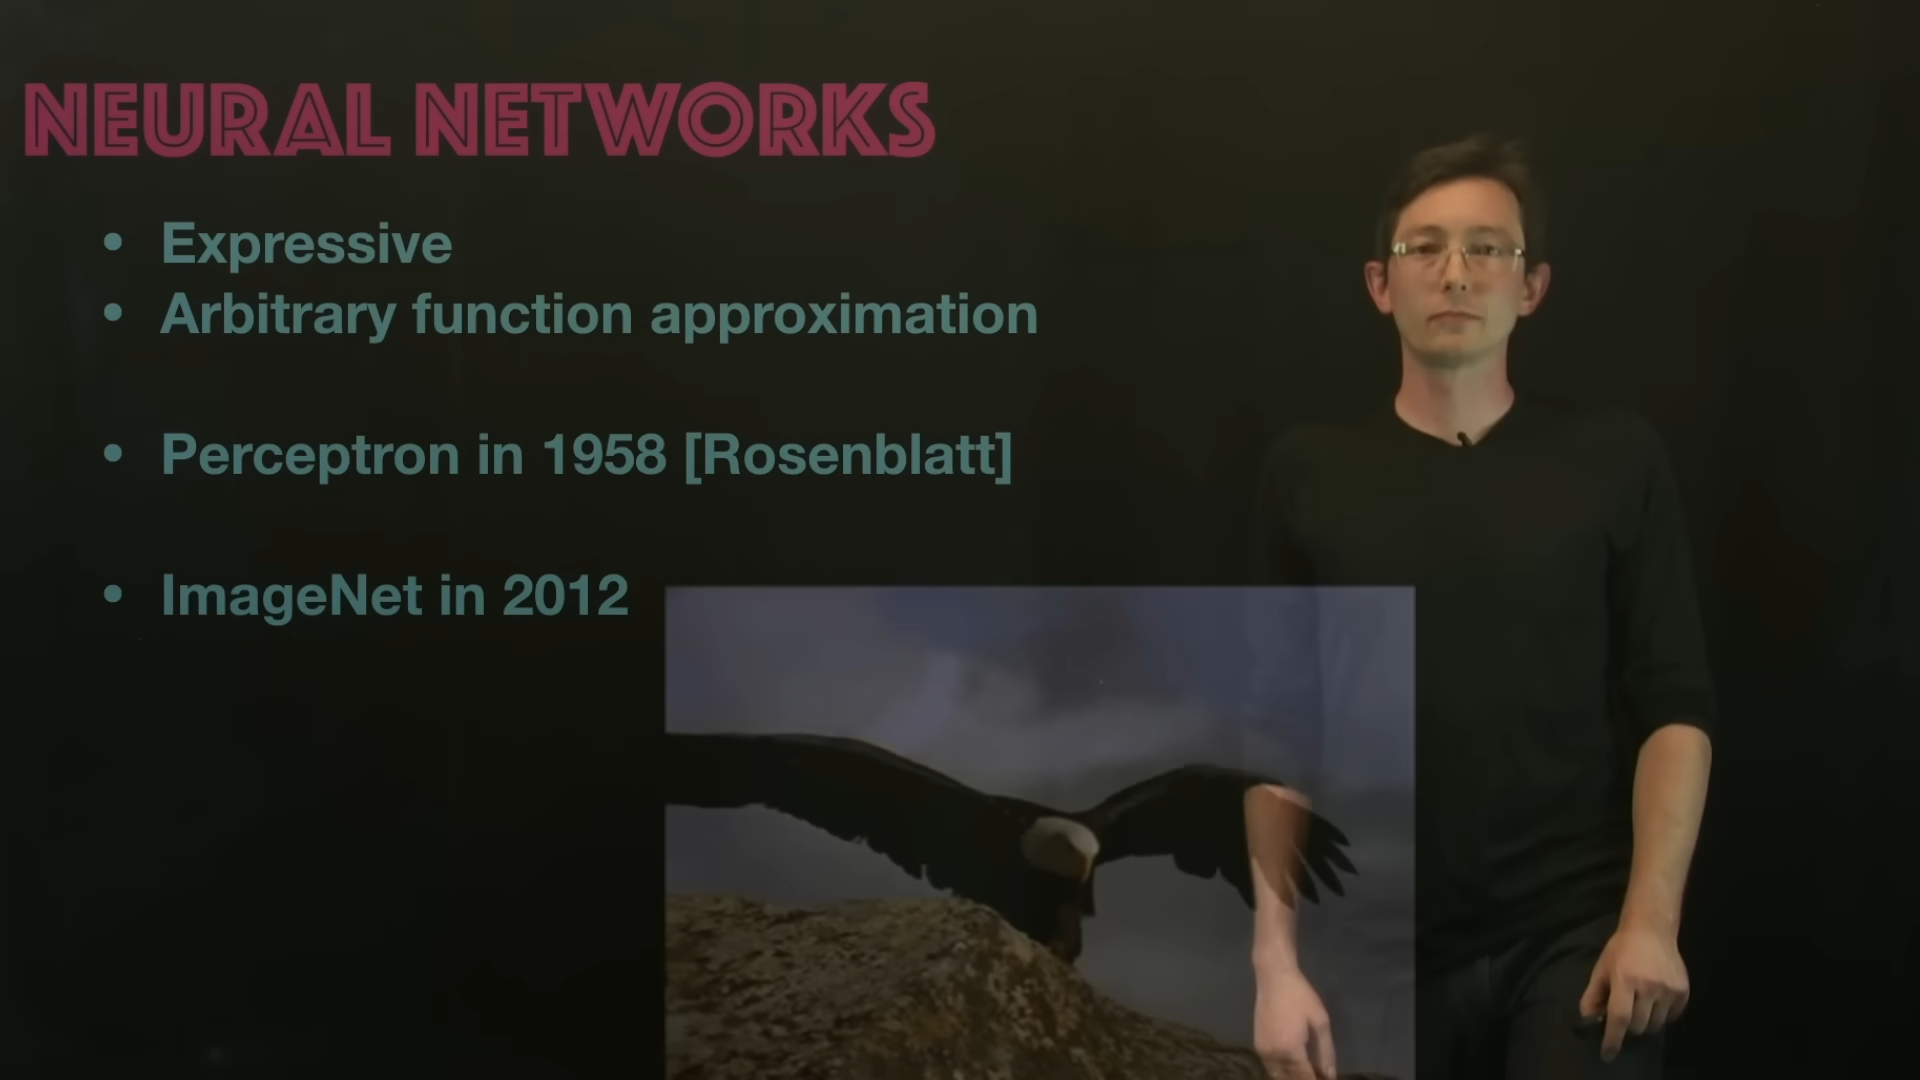 NEURAL NETWORKS
• Expressive
• Arbitrary function approximation
• Perceptron in 1958 [Rosenblatt]
• ImageNet in 2012